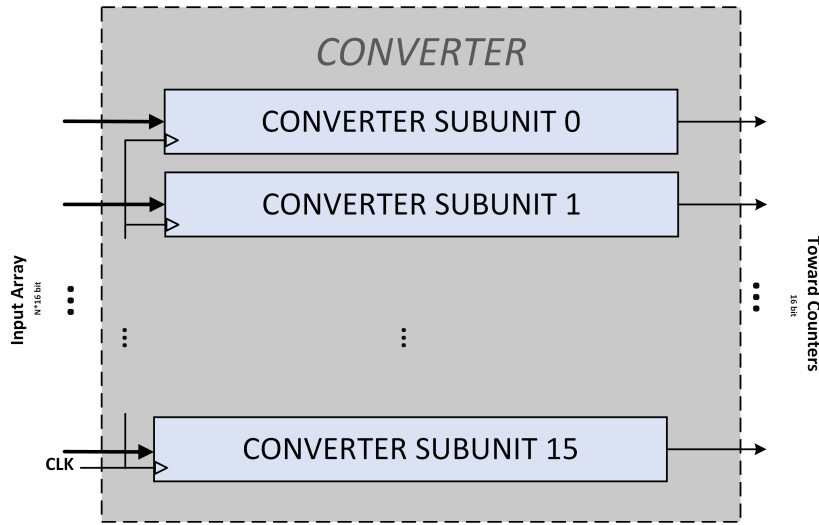 CONVERTER
CONVERTER SUBUNIT 0
CONVERTER SUBUNIT 1
Input Array
N*16 bit
Toward Counters
16 bit
CONVERTER SUBUNIT 15
CLK